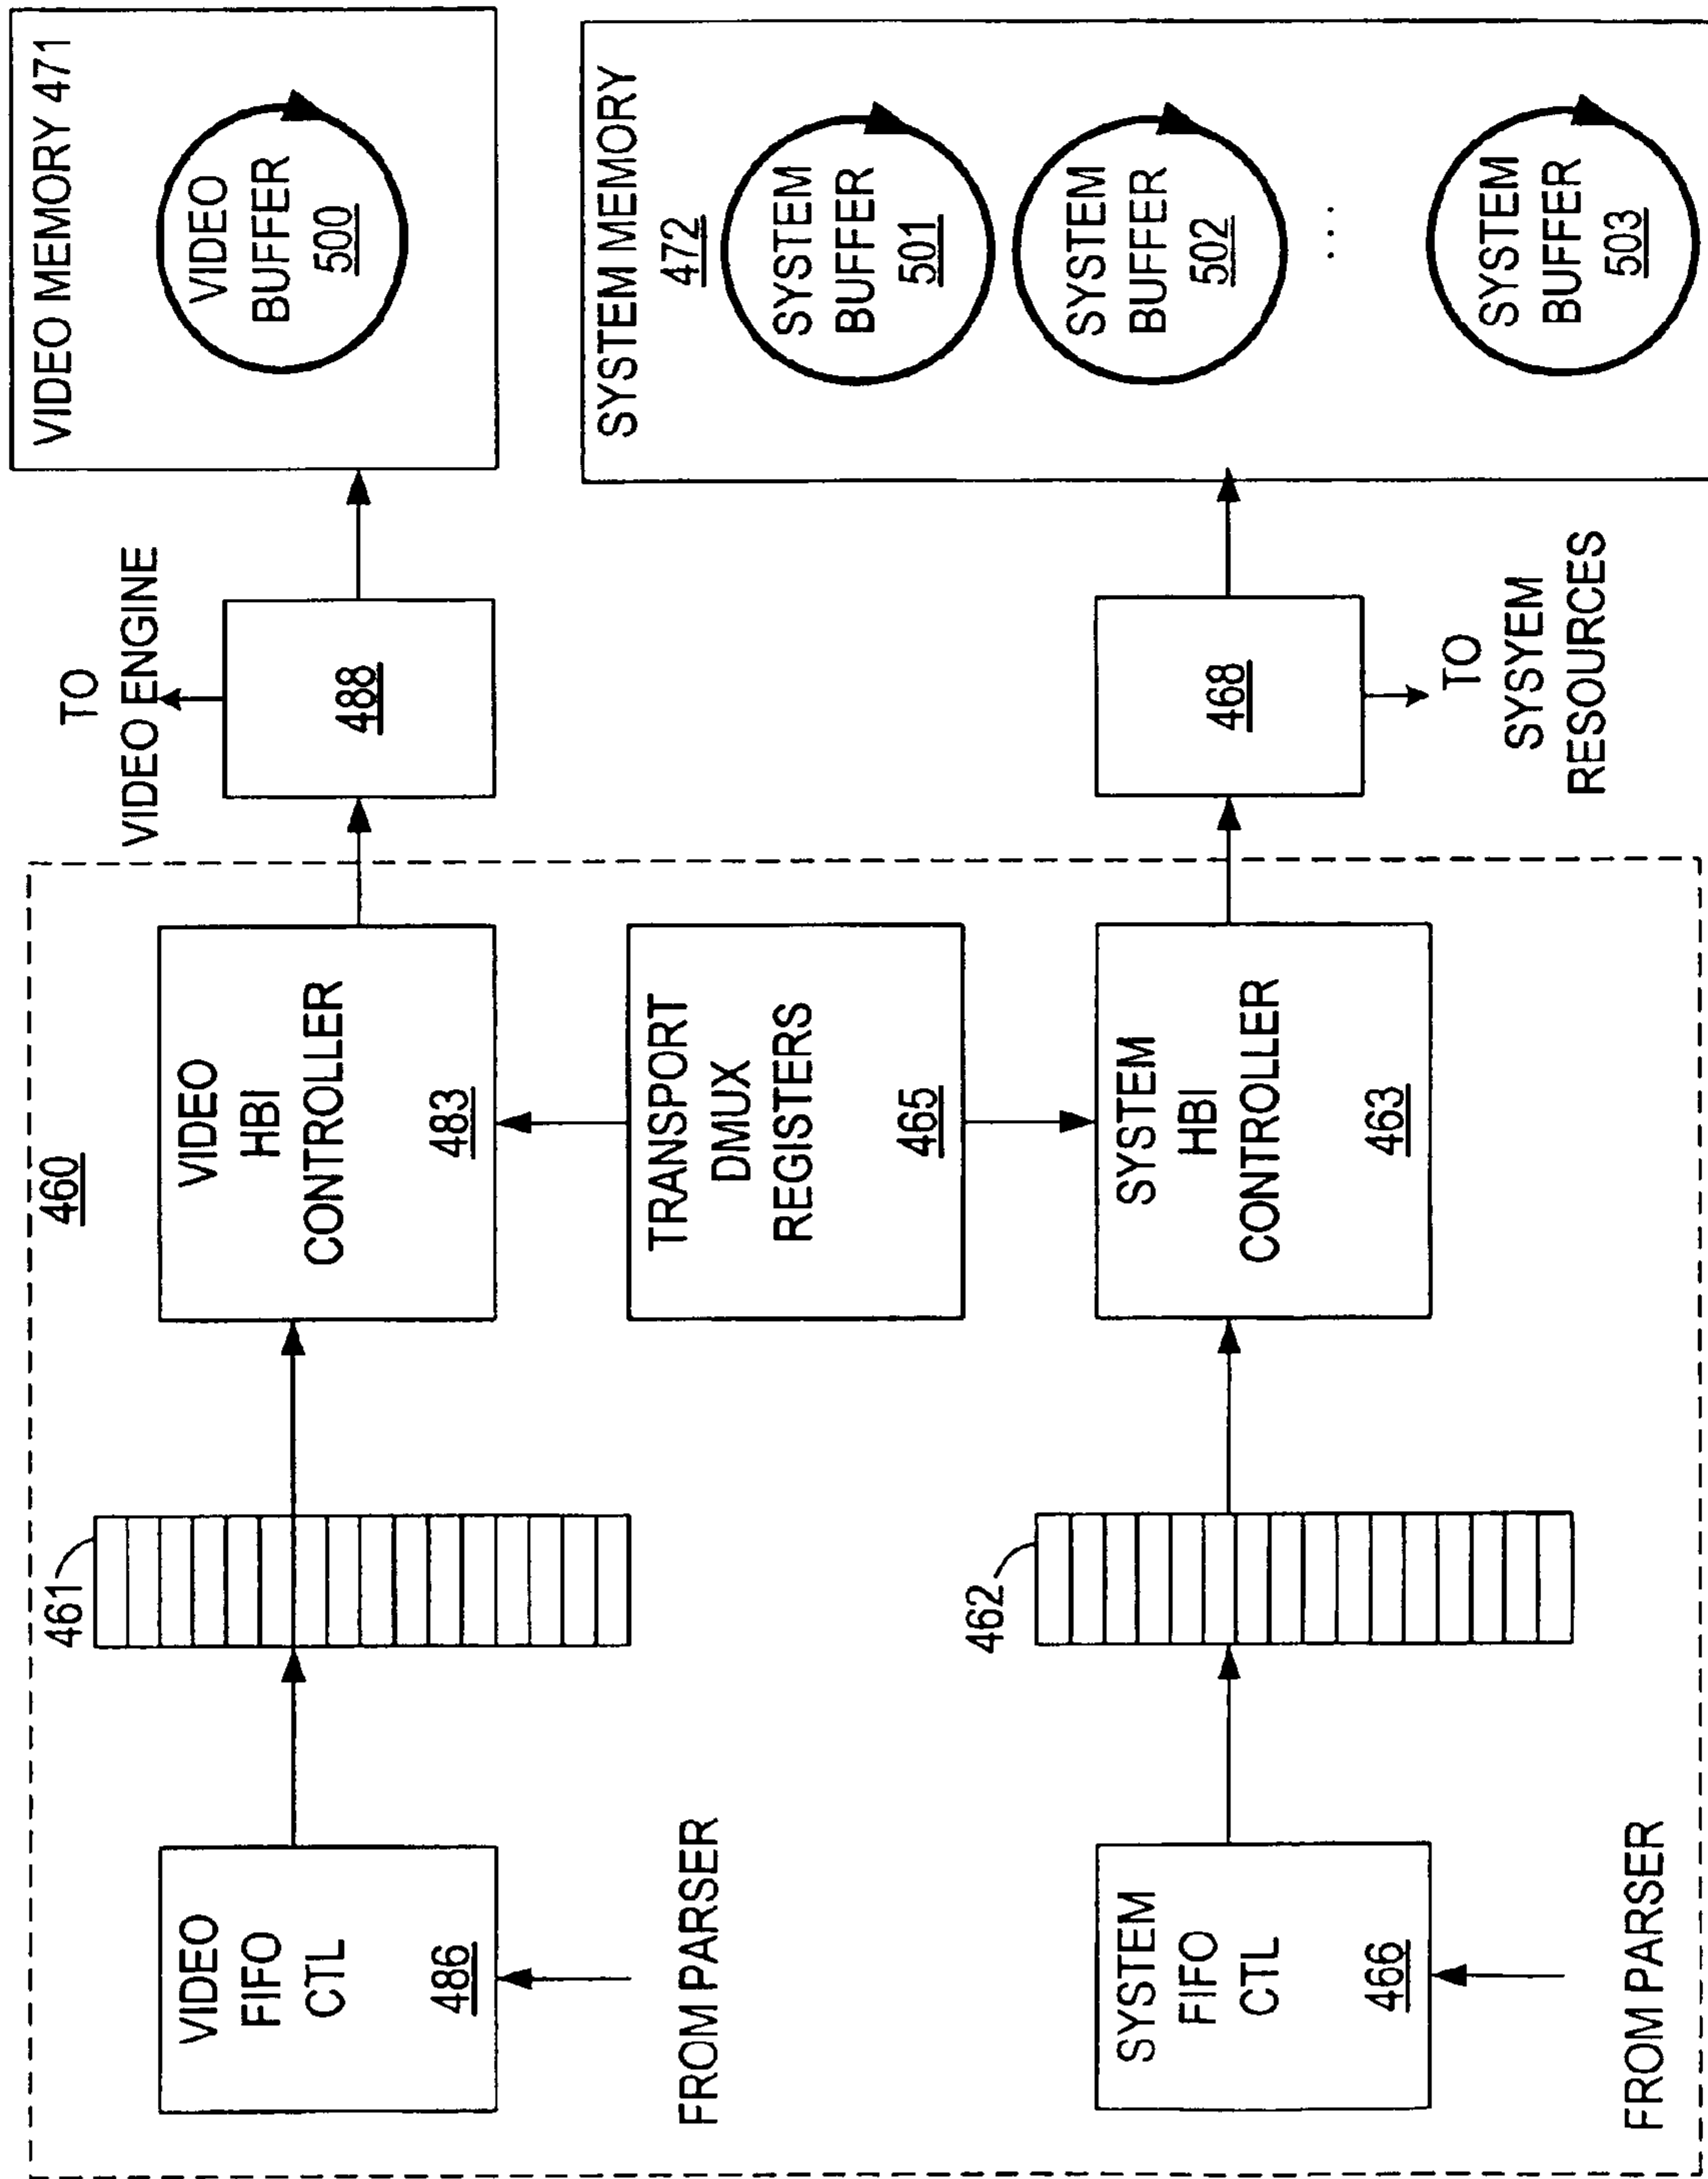 460
VIDEO
FIFO
CTL
486
FROM PARSER
461
VIDEO
HBI
CONTROLLER
483
TO
VIDEO ENGINE
488
VIDEO MEMORY 471
VIDEO
BUFFER
500
TRANSPORT
DMUX
REGISTERS
465
SYSTEM
FIFO
CTL
466
FROM PARSER
462
SYSTEM
HBI
CONTROLLER
463
468
TO
SYSYEM
RESOURCES
SYSTEM MEMORY
472
SYSTEM
BUFFER
501
SYSTEM
BUFFER
502
...
SYSTEM
BUFFER
503